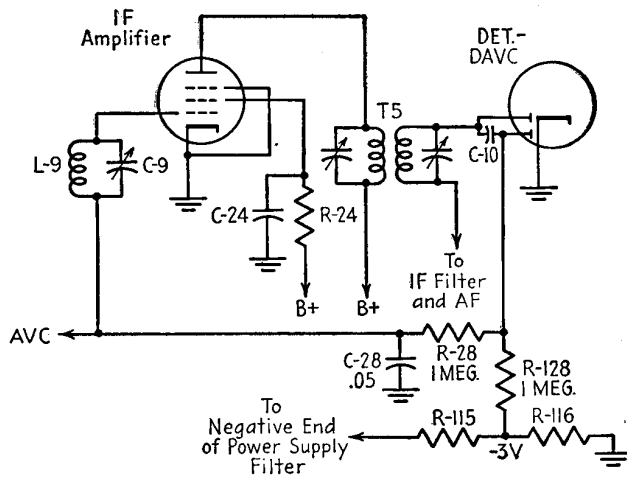 IF
Amplifier
DET.-
DAVC
T5
L-9
C-9
C-10
C-24
R-24
To
IF Filter
and AF
B+
B+
AVC
C-28
.05
R-28
1 MEG.
R-128
1 MEG.
To
Negative End
of Power Supply
Filter
R-115
-3V
R-116